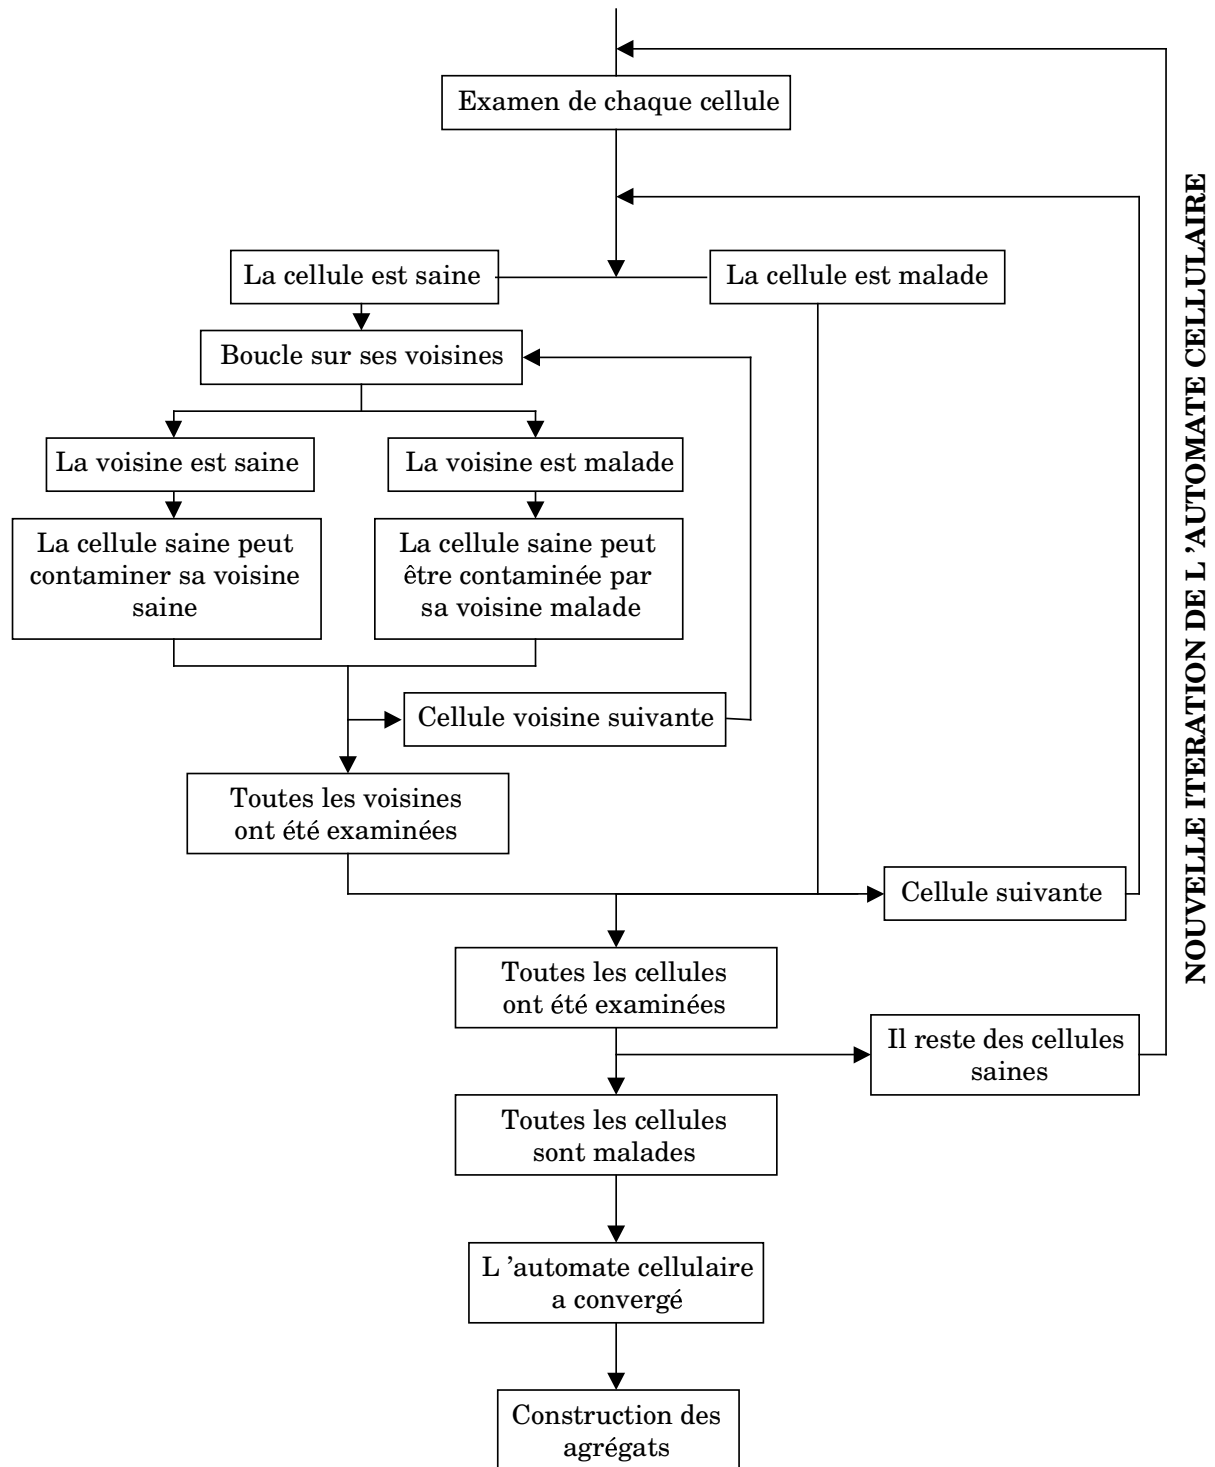 Examen de chaque cellule
La cellule est saine
La cellule est malade
Boucle sur ses voisines
La voisine est saine
La voisine est malade
La cellule saine peut
contaminer sa voisine
saine
La cellule saine peut
être contaminée par
sa voisine malade
Cellule voisine suivante
Toutes les voisines
ont été examinées
Cellule suivante
Toutes les cellules
ont été examinées
Il reste des cellules
saines
Toutes les cellules
sont malades
L ’automate cellulaire
a convergé
Construction des
agrégats
NOUVELLE ITERATION DE L ’AUTOMATE CELLULAIRE